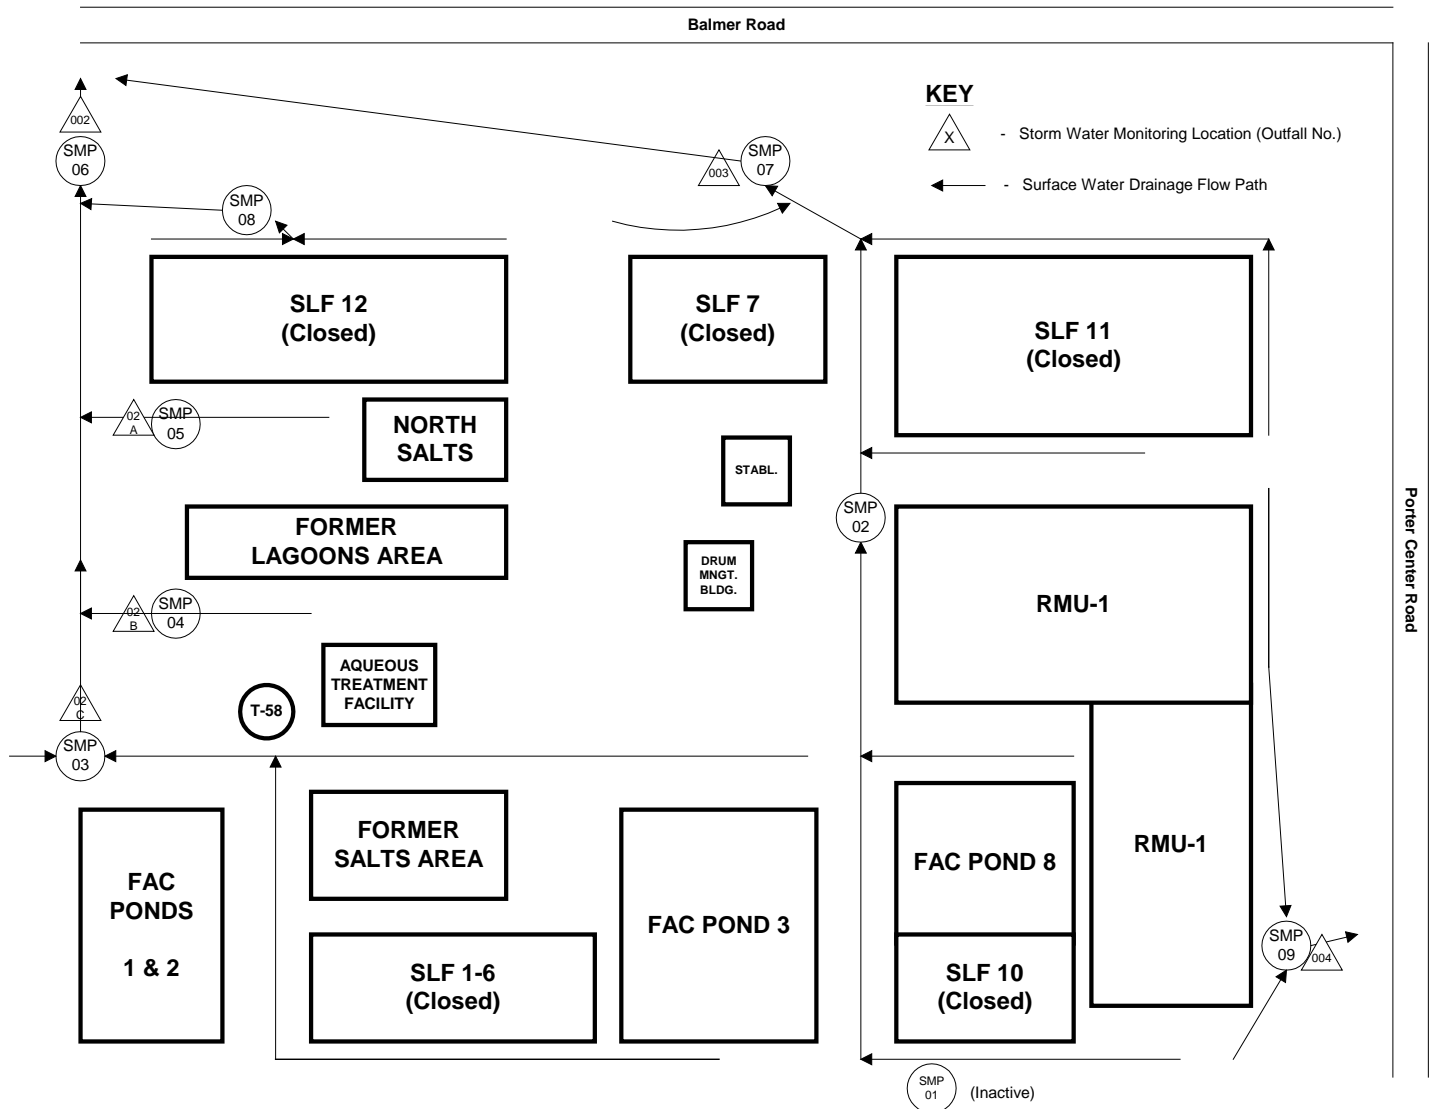 Balmer Road
KEY
X
- Storm Water Monitoring Location (Outfall No.)
- Surface Water Drainage Flow Path
002
SMP
06
SMP
07
003
SMP
08
SLF 12
(Closed)
SLF 7
(Closed)
SLF 11
(Closed)
02
A
SMP
05
NORTH
SALTS
STABL.
SMP
02
FORMER
LAGOONS AREA
DRUM
MNGT.
BLDG.
RMU-1
Porter Center Road
02
B
SMP
04
AQUEOUS
TREATMENT
FACILITY
T-58
02
C
SMP
03
FORMER
SALTS AREA
FAC
PONDS
1 & 2
FAC POND 3
FAC POND 8
RMU-1
SLF 1-6
(Closed)
SLF 10
(Closed)
SMP
09
004
SMP
01
(Inactive)